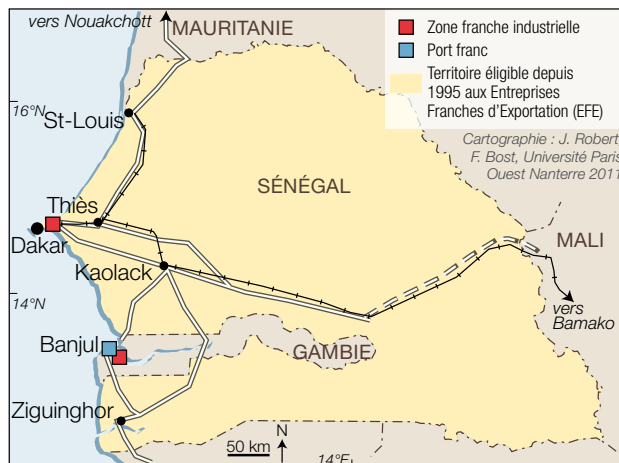 vers Nouakchott
MAURITANIE
Zone franche industrielle
Port franc
Territoire éligible depuis
1995 aux Entreprises
Franches d'Exportation (EFE)
Cartographie : J. Robert,
F. Bost, Université Paris
Ouest Nanterre 2011
16°N
St-Louis
SÉNÉGAL
Thiès
Dakar
MALI
Kaolack
14°N
vers
Bamako
Banjul
GAMBIE
Ziguinghor
50 km
N
14°E